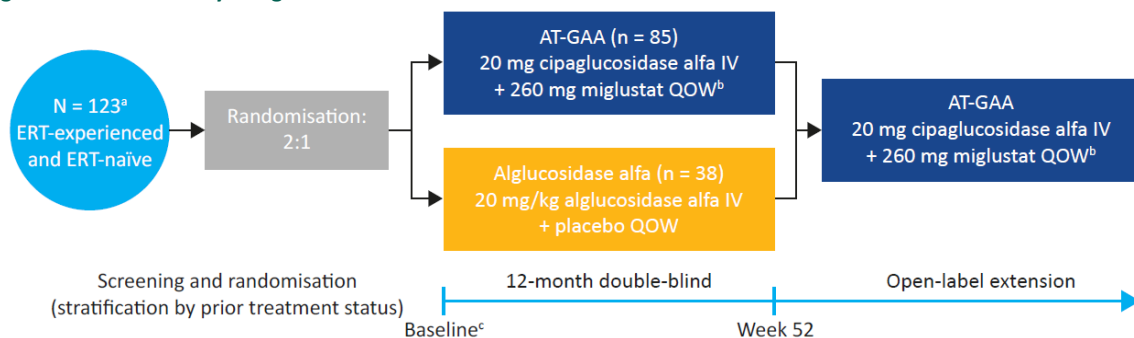 N = 123ᵃ
ERT-experienced
and ERT-naïve
Randomisation:
2:1
AT-GAA (n = 85)
20 mg cipaglucosidase alfa IV
+ 260 mg miglustat QOWᵇ
Alglucosidase alfa (n = 38)
20 mg/kg alglucosidase alfa IV
+ placebo QOW
AT-GAA
20 mg cipaglucosidase alfa IV
+ 260 mg miglustat QOWᵇ
Screening and randomisation
(stratification by prior treatment status)
12-month double-blind
Open-label extension
Baselineᶜ
Week 52